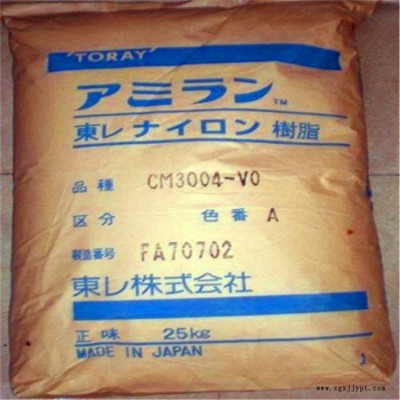 TORAY
アミラン™
東レナイロン樹脂
品種 CM3004-V0
区分 色番 A
製造番号 FA70702
東レ株式会社
正味 25kg
MADE IN JAPAN 1
www.zgxjjypt.com